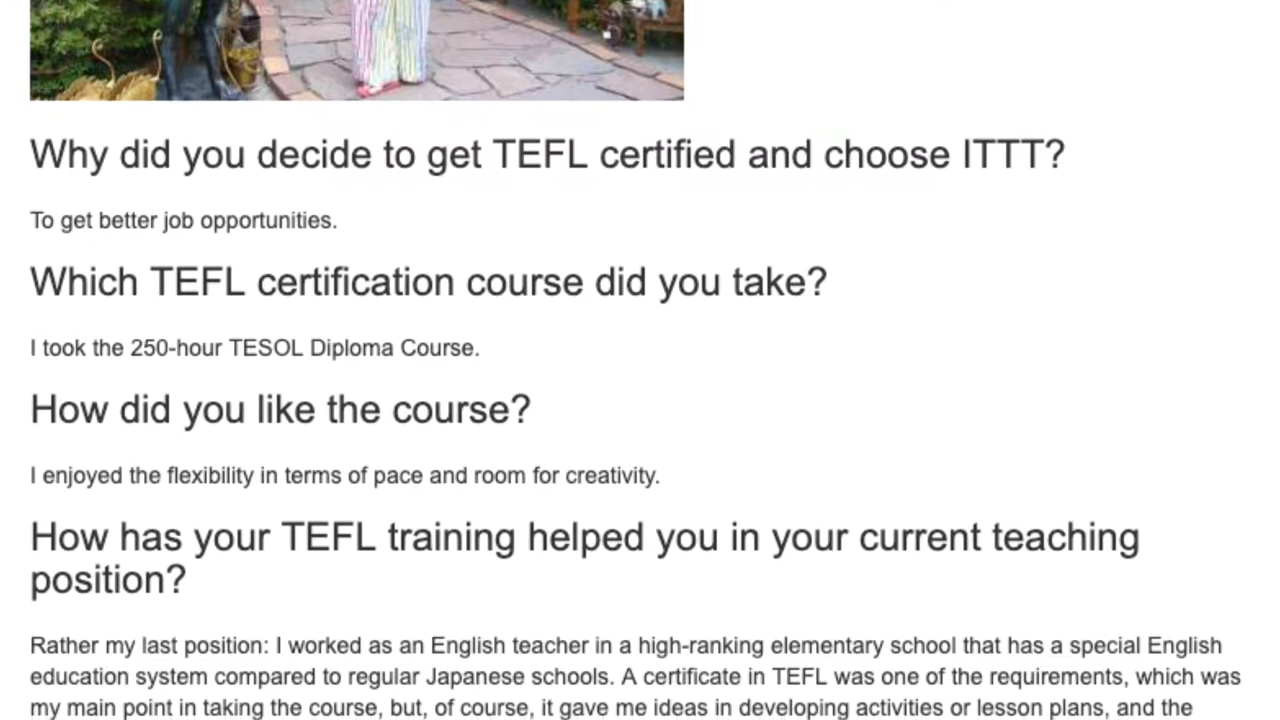 Why did you decide to get TEFL certified and choose ITTT?
To get better job opportunities.
Which TEFL certification course did you take?
I took the 250-hour TESOL Diploma Course.
How did you like the course?
I enjoyed the flexibility in terms of pace and room for creativity.
How has your TEFL training helped you in your current teaching
position?
Rather my last position: I worked as an English teacher in a high-ranking elementary school that has a special English
education system compared to regular Japanese schools. A certificate in TEFL was one of the requirements, which was
my main point in taking the course, but, of course, it gave me ideas in developing activities or lesson plans, and the